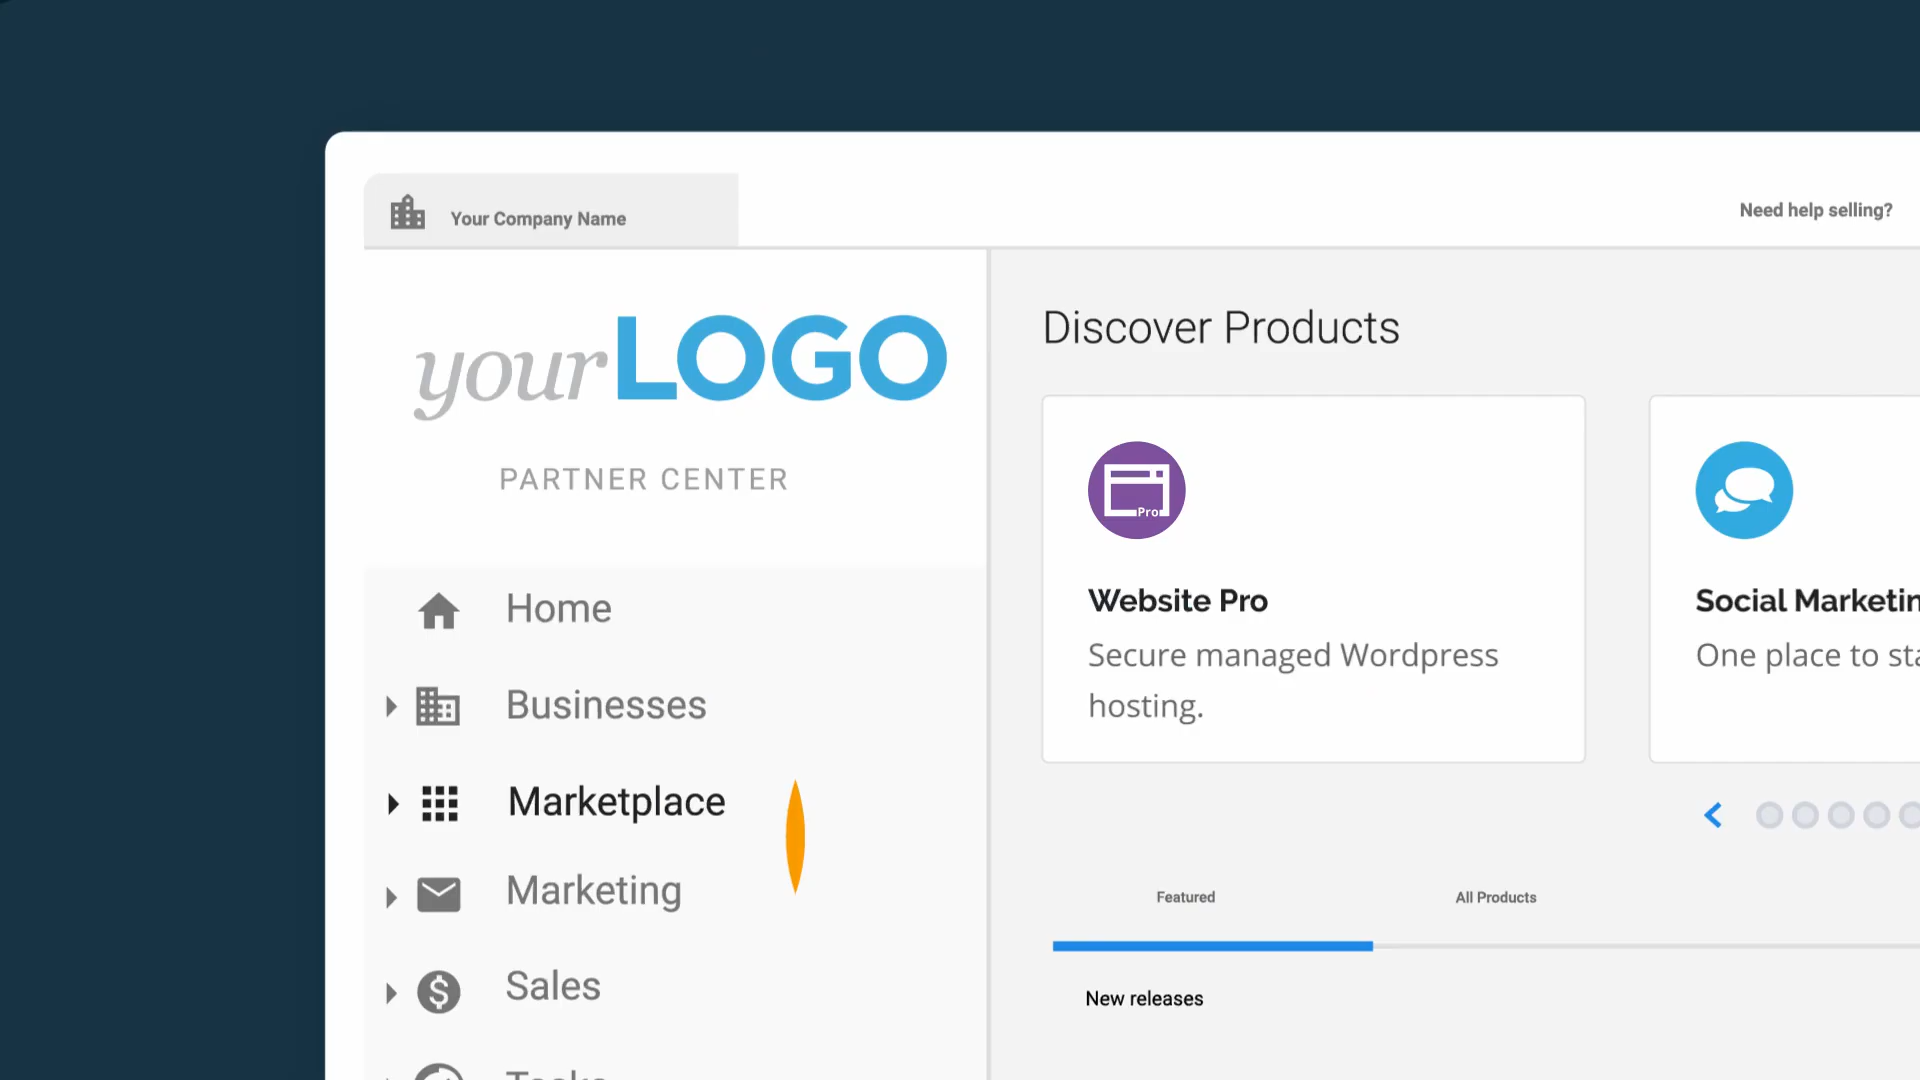 Your Company Name
Need help selling?
yourLOGO
PARTNER CENTER
Home
Businesses
Marketplace
Marketing
Sales
Discover Products
Pro
Website Pro
Secure managed Wordpress
hosting.
Social Marketin
One place to sta
Featured
All Products
New releases